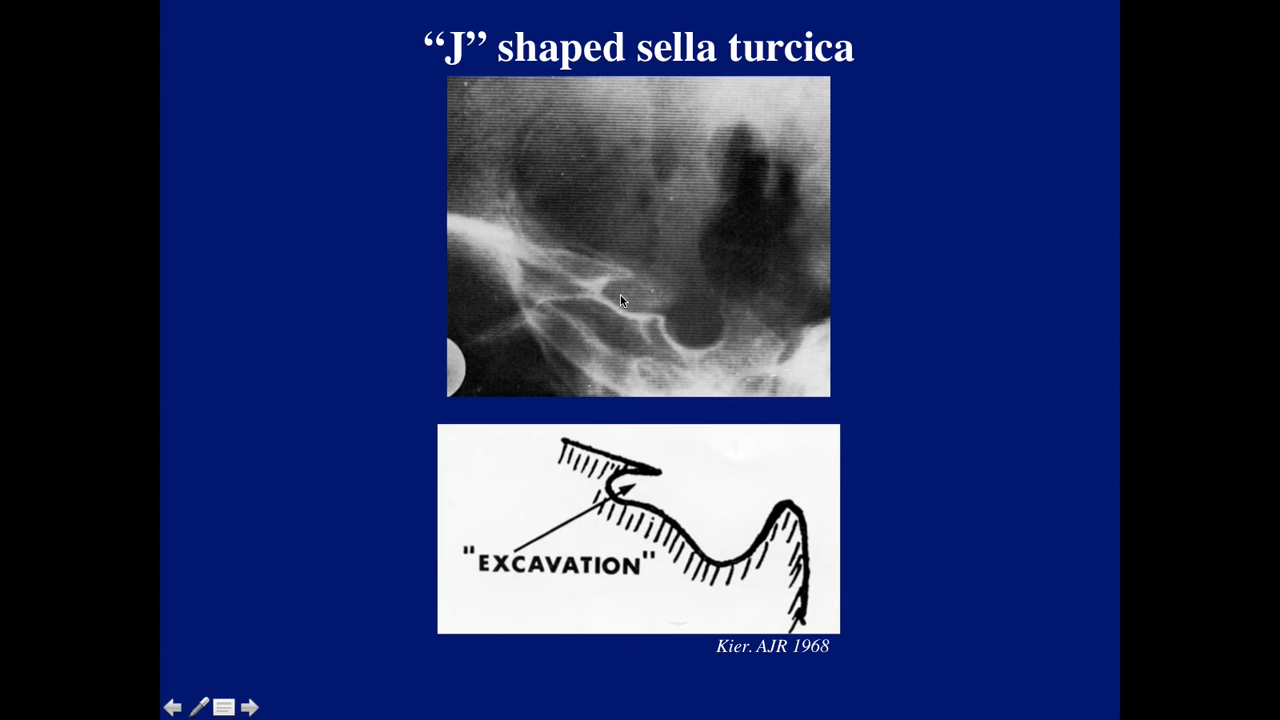 “J” shaped sella turcica
"EXCAVATION"
Kier. AJR 1968